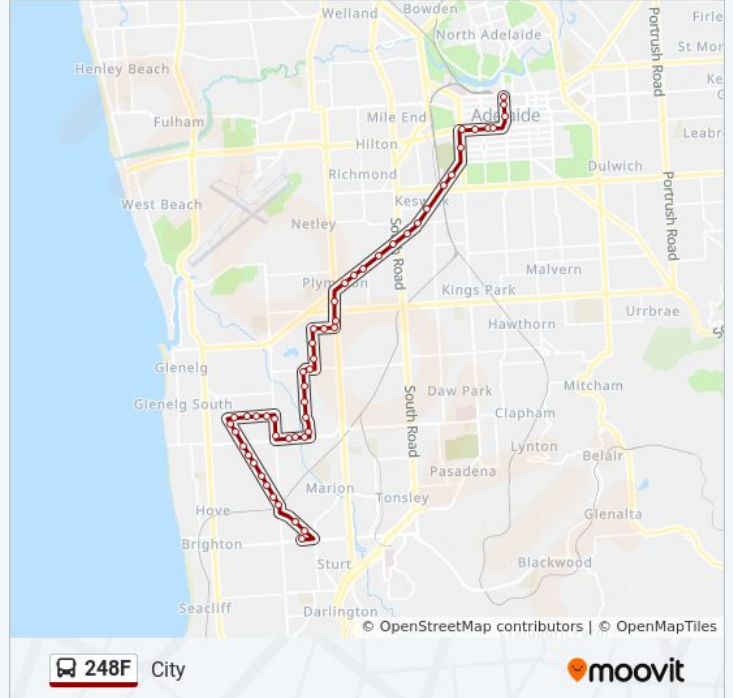 Welland
Bowden
North Adelaide
Firle
St Mor
Portrush Road
Henley Beach
Fulham
Mile End
Adelaide
Hilton
Leabr
Richmond
Dulwich
Keswick
West Beach
Netley
South Road
Portrush Road
Malvern
Plympton
Kings Park
Urrbrae
Hawthorn
Glenelg
Mitcham
Glenelg South
Daw Park
Clapham
South Road
Lynton
Belair
Pasadena
Marion
Tonsley
Hove
Glenalta
Brighton
Sturt
Blackwood
Seacliff
Darlington
© OpenStreetMap contributors | © OpenMapTiles
248F City
moovit